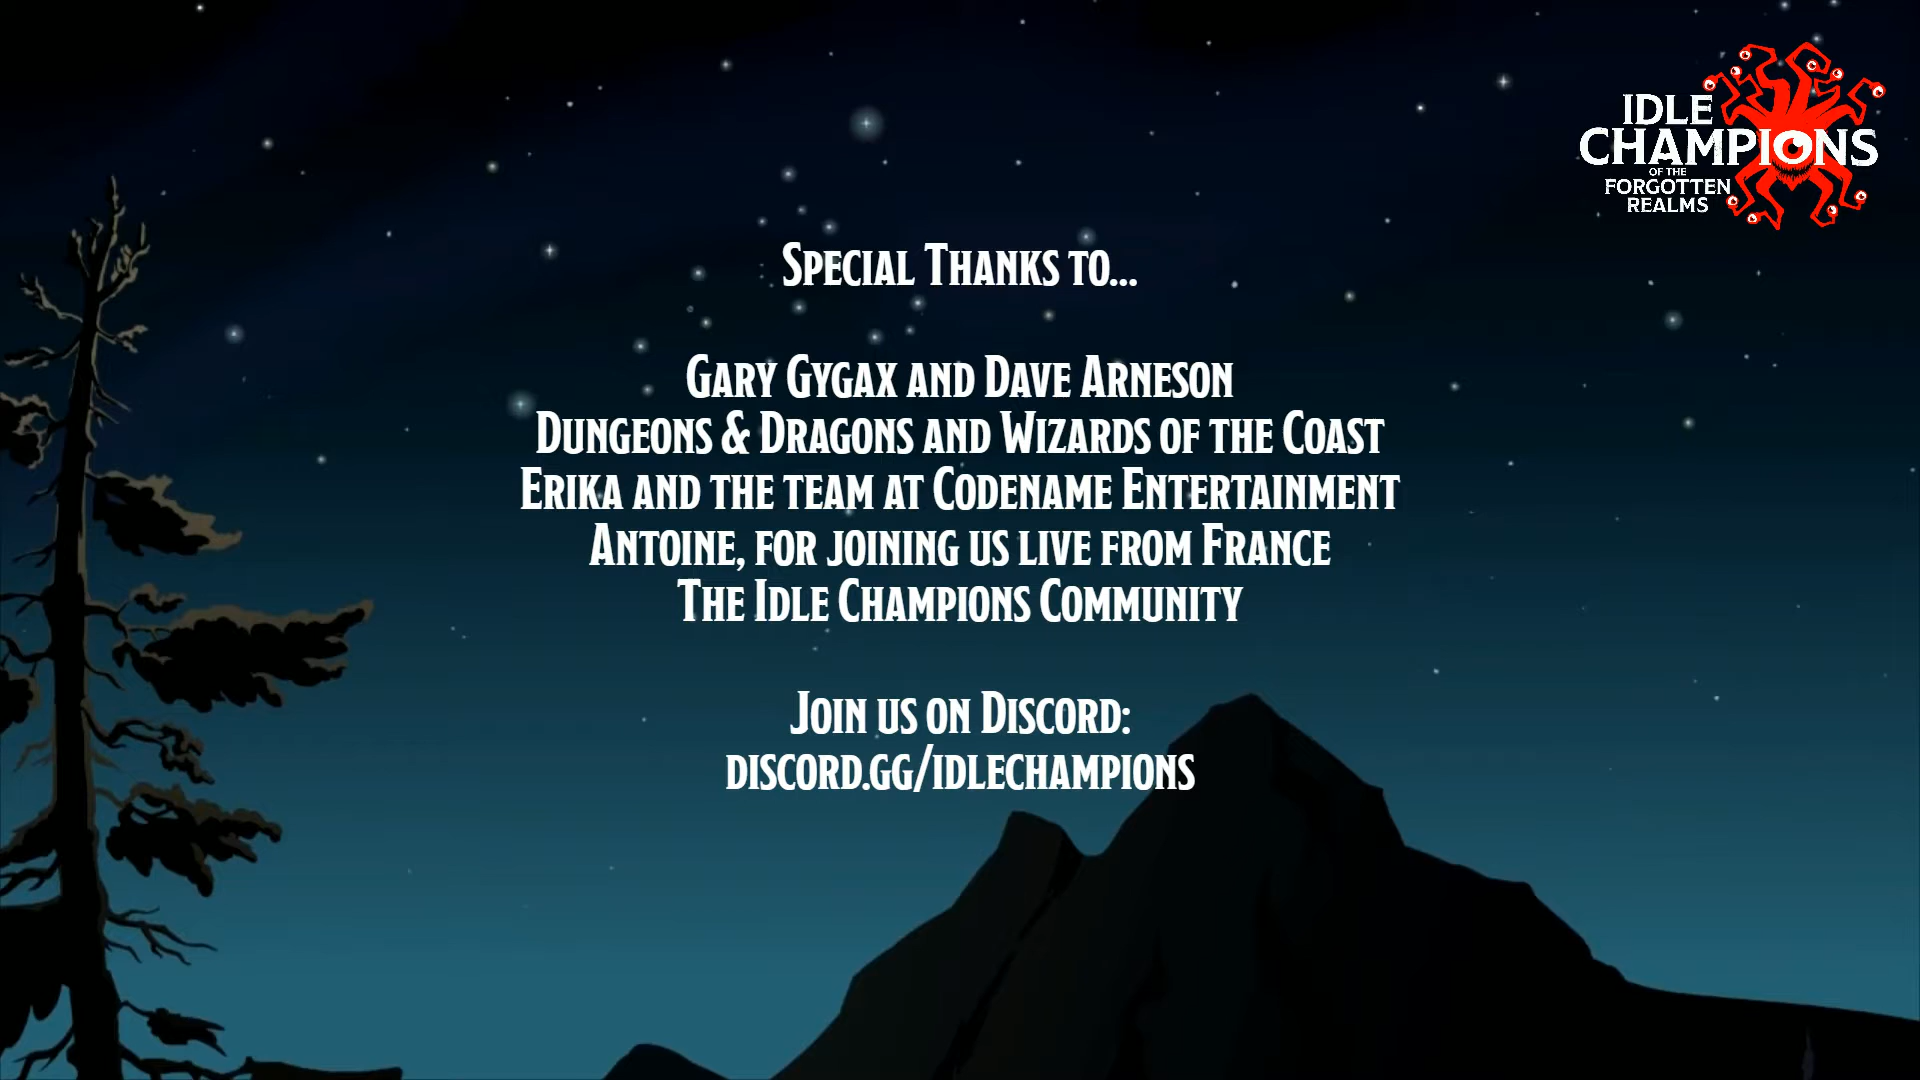 IDLE
CHAMPIONS
OF THE
FORGOTTEN
REALMS
Special Thanks to...
Gary Gygax and Dave Arneson
Dungeons & Dragons and Wizards of the Coast
Erika and the team at Codename Entertainment
Antoine, for joining us live from France
The Idle Champions Community
Join us on Discord:
discord.gg/idlechampions